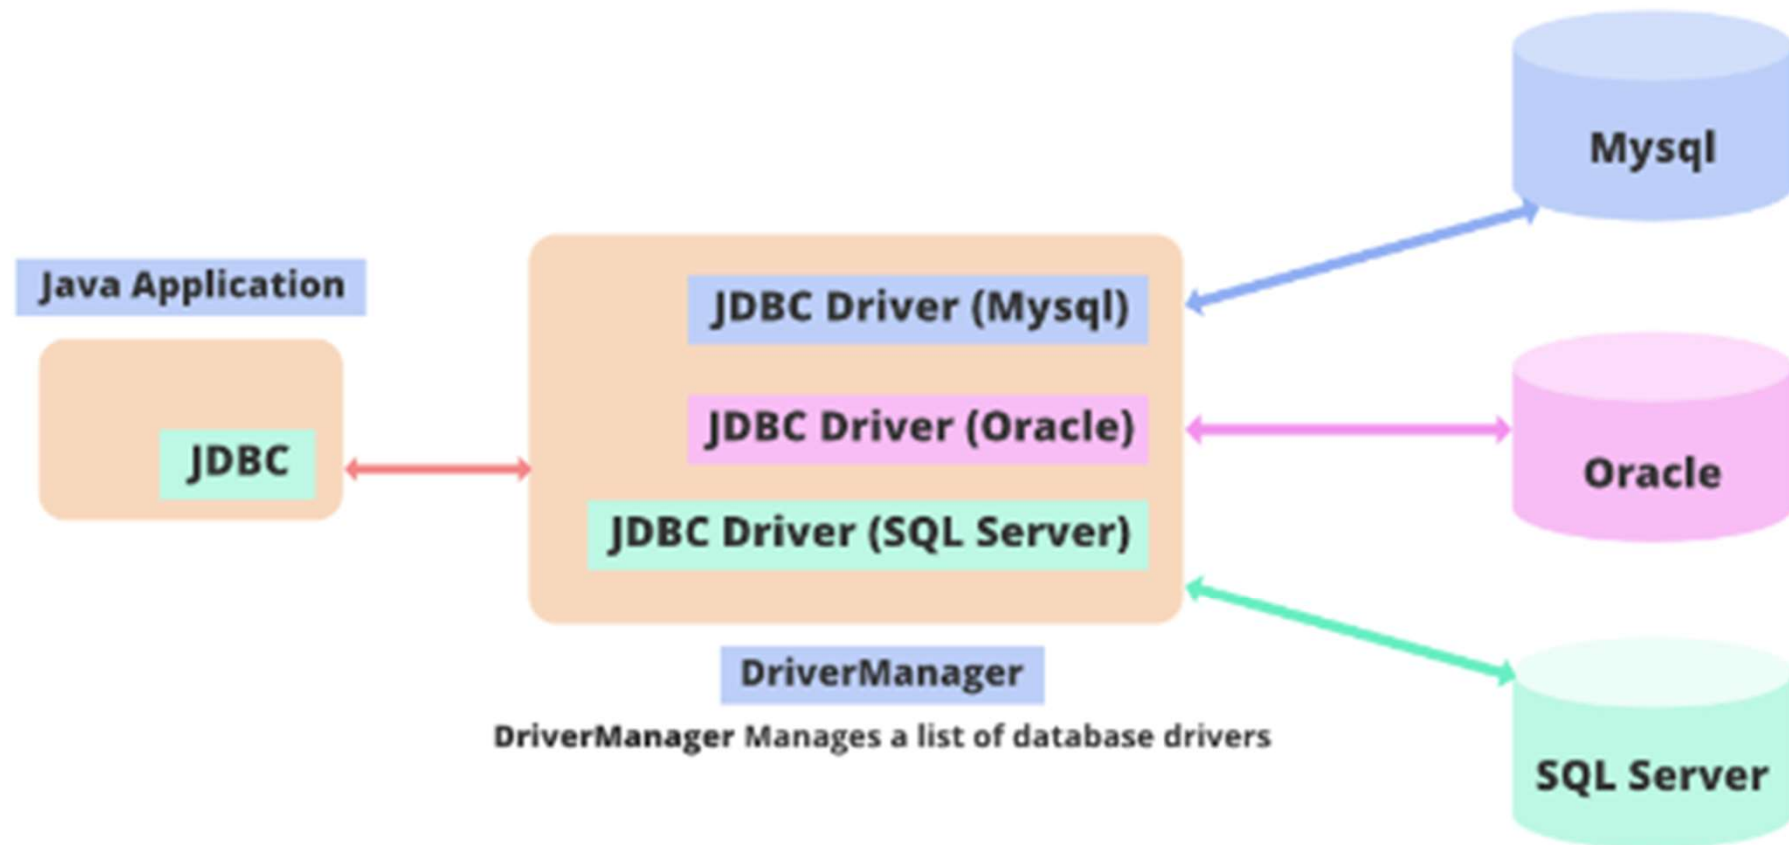 Mysql
Java Application
JDBC Driver (Mysql)
JDBC Driver (Oracle)
JDBC
Oracle
JDBC Driver (SQL Server)
DriverManager
DriverManager Manages a list of database drivers
SQL Server